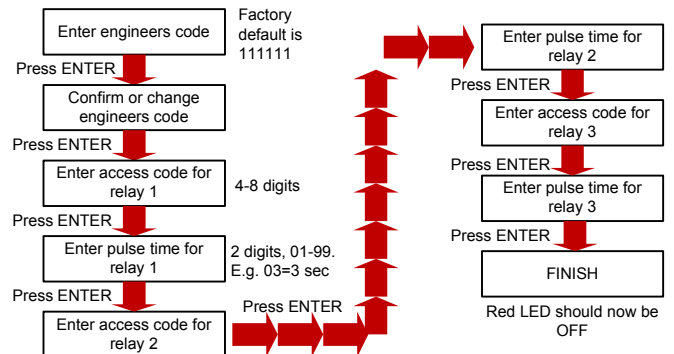 Enter engineers code
Factory
default is
111111
Press ENTER
Confirm or change
engineers code
Press ENTER
Enter access code for
relay 1
4-8 digits
Press ENTER
Enter pulse time for
relay 1
2 digits, 01-99.
E.g. 03=3 sec
Press ENTER
Enter access code for
relay 2
Press ENTER
Enter pulse time for
relay 2
Press ENTER
Enter access code for
relay 3
Press ENTER
Enter pulse time for
relay 3
Press ENTER
FINISH
Red LED should now be
OFF